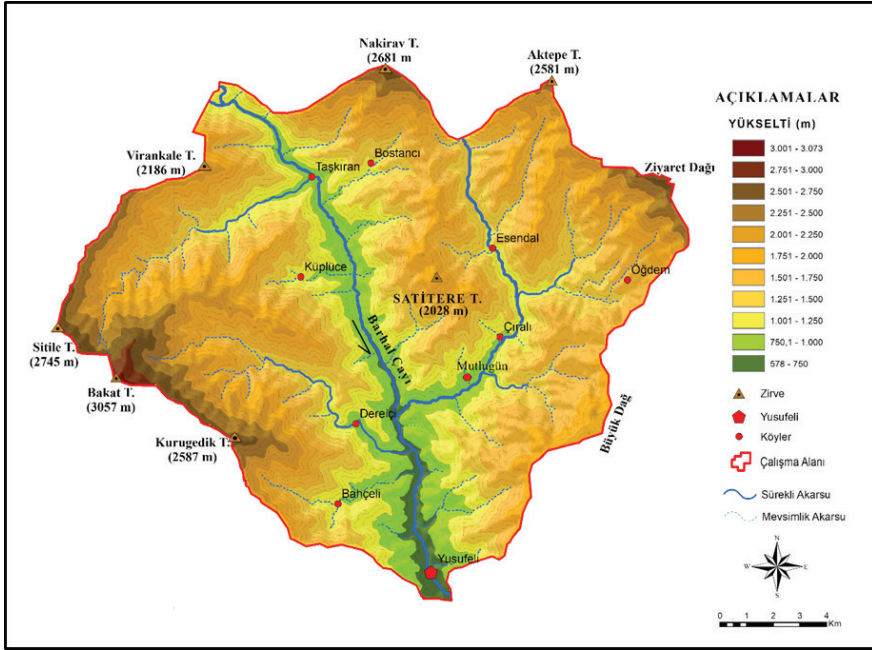 Nakirav T.
(2681 m
Aktepe T.
(2581 m)
Virankale T.
(2186 m)
Bostancı
Taşkıran
Ziyaret Dağı
Esendal
Küplüce
Öğdem
SATİTERE T.
(2028 m)
Barhal Çayı
Çıralı
Sitile T.
(2745 m)
Mutlugün
Bakat T.
(3057 m)
Dereiçi
Kurugedik T.
(2587 m)
Büyük Dağ
Bahçeli
Yusufeli
AÇIKLAMALAR
YÜKSELTİ (m)
3.001 - 3.073
2.751 - 3.000
2.501 - 2.750
2.251 - 2.500
2.001 - 2.250
1.751 - 2.000
1.501 - 1.750
1.251 - 1.500
1.001 - 1.250
750,1 - 1.000
578 - 750
Zirve
Yusufeli
Köyler
Çalışma Alanı
Sürekli Akarsu
Mevsimlik Akarsu
N
W
E
S
0 1 2 3 4
Km